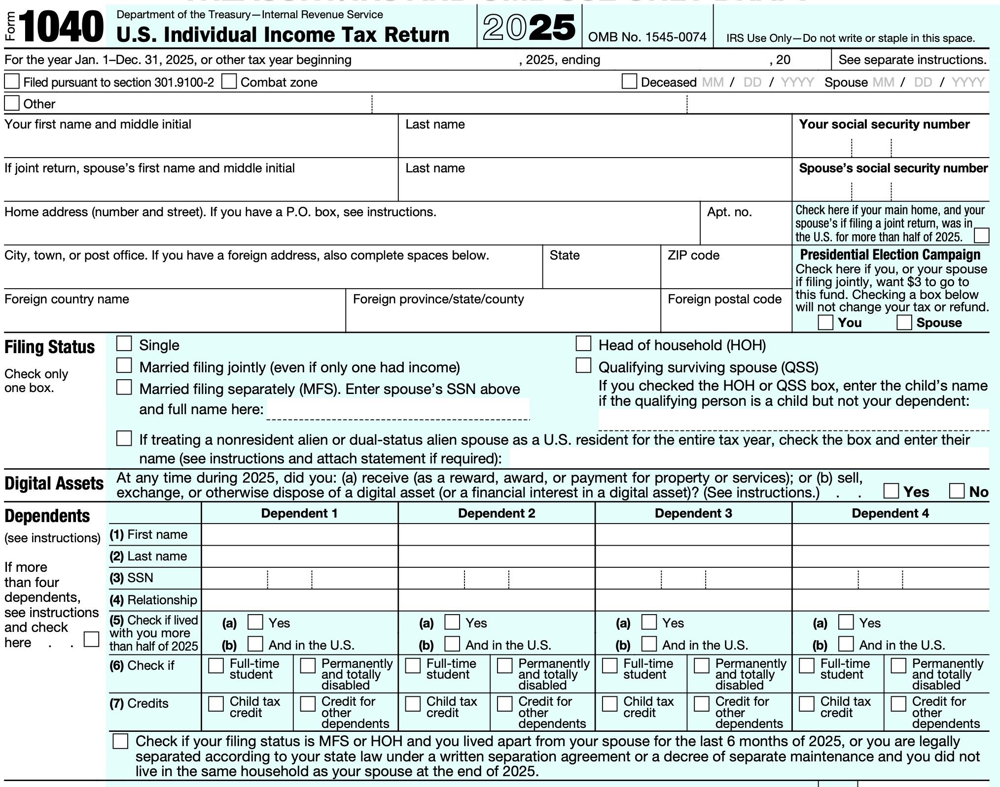 Form 1040 Department of the Treasury—Internal Revenue Service
U.S. Individual Income Tax Return 2025 OMB No. 1545-0074 IRS Use Only—Do not write or staple in this space.
For the year Jan. 1–Dec. 31, 2025, or other tax year beginning , 2025, ending , 20 See separate instructions.
Filed pursuant to section 301.9100-2 Combat zone Deceased MM / DD / YYYY Spouse MM / DD / YYYY
Other
Your first name and middle initial Last name Your social security number
If joint return, spouse’s first name and middle initial Last name Spouse’s social security number
Home address (number and street). If you have a P.O. box, see instructions. Apt. no.
Check here if your main home, and your
spouse’s if filing a joint return, was in
the U.S. for more than half of 2025.
City, town, or post office. If you have a foreign address, also complete spaces below. State ZIP code
Foreign country name Foreign province/state/county Foreign postal code
Presidential Election Campaign
Check here if you, or your spouse
if filing jointly, want $3 to go to
this fund. Checking a box below
will not change your tax or refund.
You Spouse
Filing Status
Check only
one box.
Single
Married filing jointly (even if only one had income)
Married filing separately (MFS). Enter spouse’s SSN above
and full name here:
Head of household (HOH)
Qualifying surviving spouse (QSS)
If you checked the HOH or QSS box, enter the child’s name
if the qualifying person is a child but not your dependent:
If treating a nonresident alien or dual-status alien spouse as a U.S. resident for the entire tax year, check the box and enter their
name (see instructions and attach statement if required):
Digital Assets
At any time during 2025, did you: (a) receive (as a reward, award, or payment for property or services); or (b) sell,
exchange, or otherwise dispose of a digital asset (or a financial interest in a digital asset)? (See instructions.) . . Yes No
Dependents
(see instructions)
If more
than four
dependents,
see instructions
and check
here . .
Dependent 1 Dependent 2 Dependent 3 Dependent 4
(1) First name
(2) Last name
(3) SSN
(4) Relationship
(5) Check if lived
with you more
than half of 2025
(a) Yes (a) Yes (a) Yes (a) Yes
(b) And in the U.S. (b) And in the U.S. (b) And in the U.S. (b) And in the U.S.
(6) Check if
Full-time Permanently Full-time Permanently Full-time Permanently Full-time Permanently
student and totally student and totally student and totally student and totally
disabled disabled disabled disabled
(7) Credits
Child tax Credit for Child tax Credit for Child tax Credit for Child tax Credit for
credit other credit other credit other credit other
dependents dependents dependents dependents
Check if your filing status is MFS or HOH and you lived apart from your spouse for the last 6 months of 2025, or you are legally
separated according to your state law under a written separation agreement or a decree of separate maintenance and you did not
live in the same household as your spouse at the end of 2025.